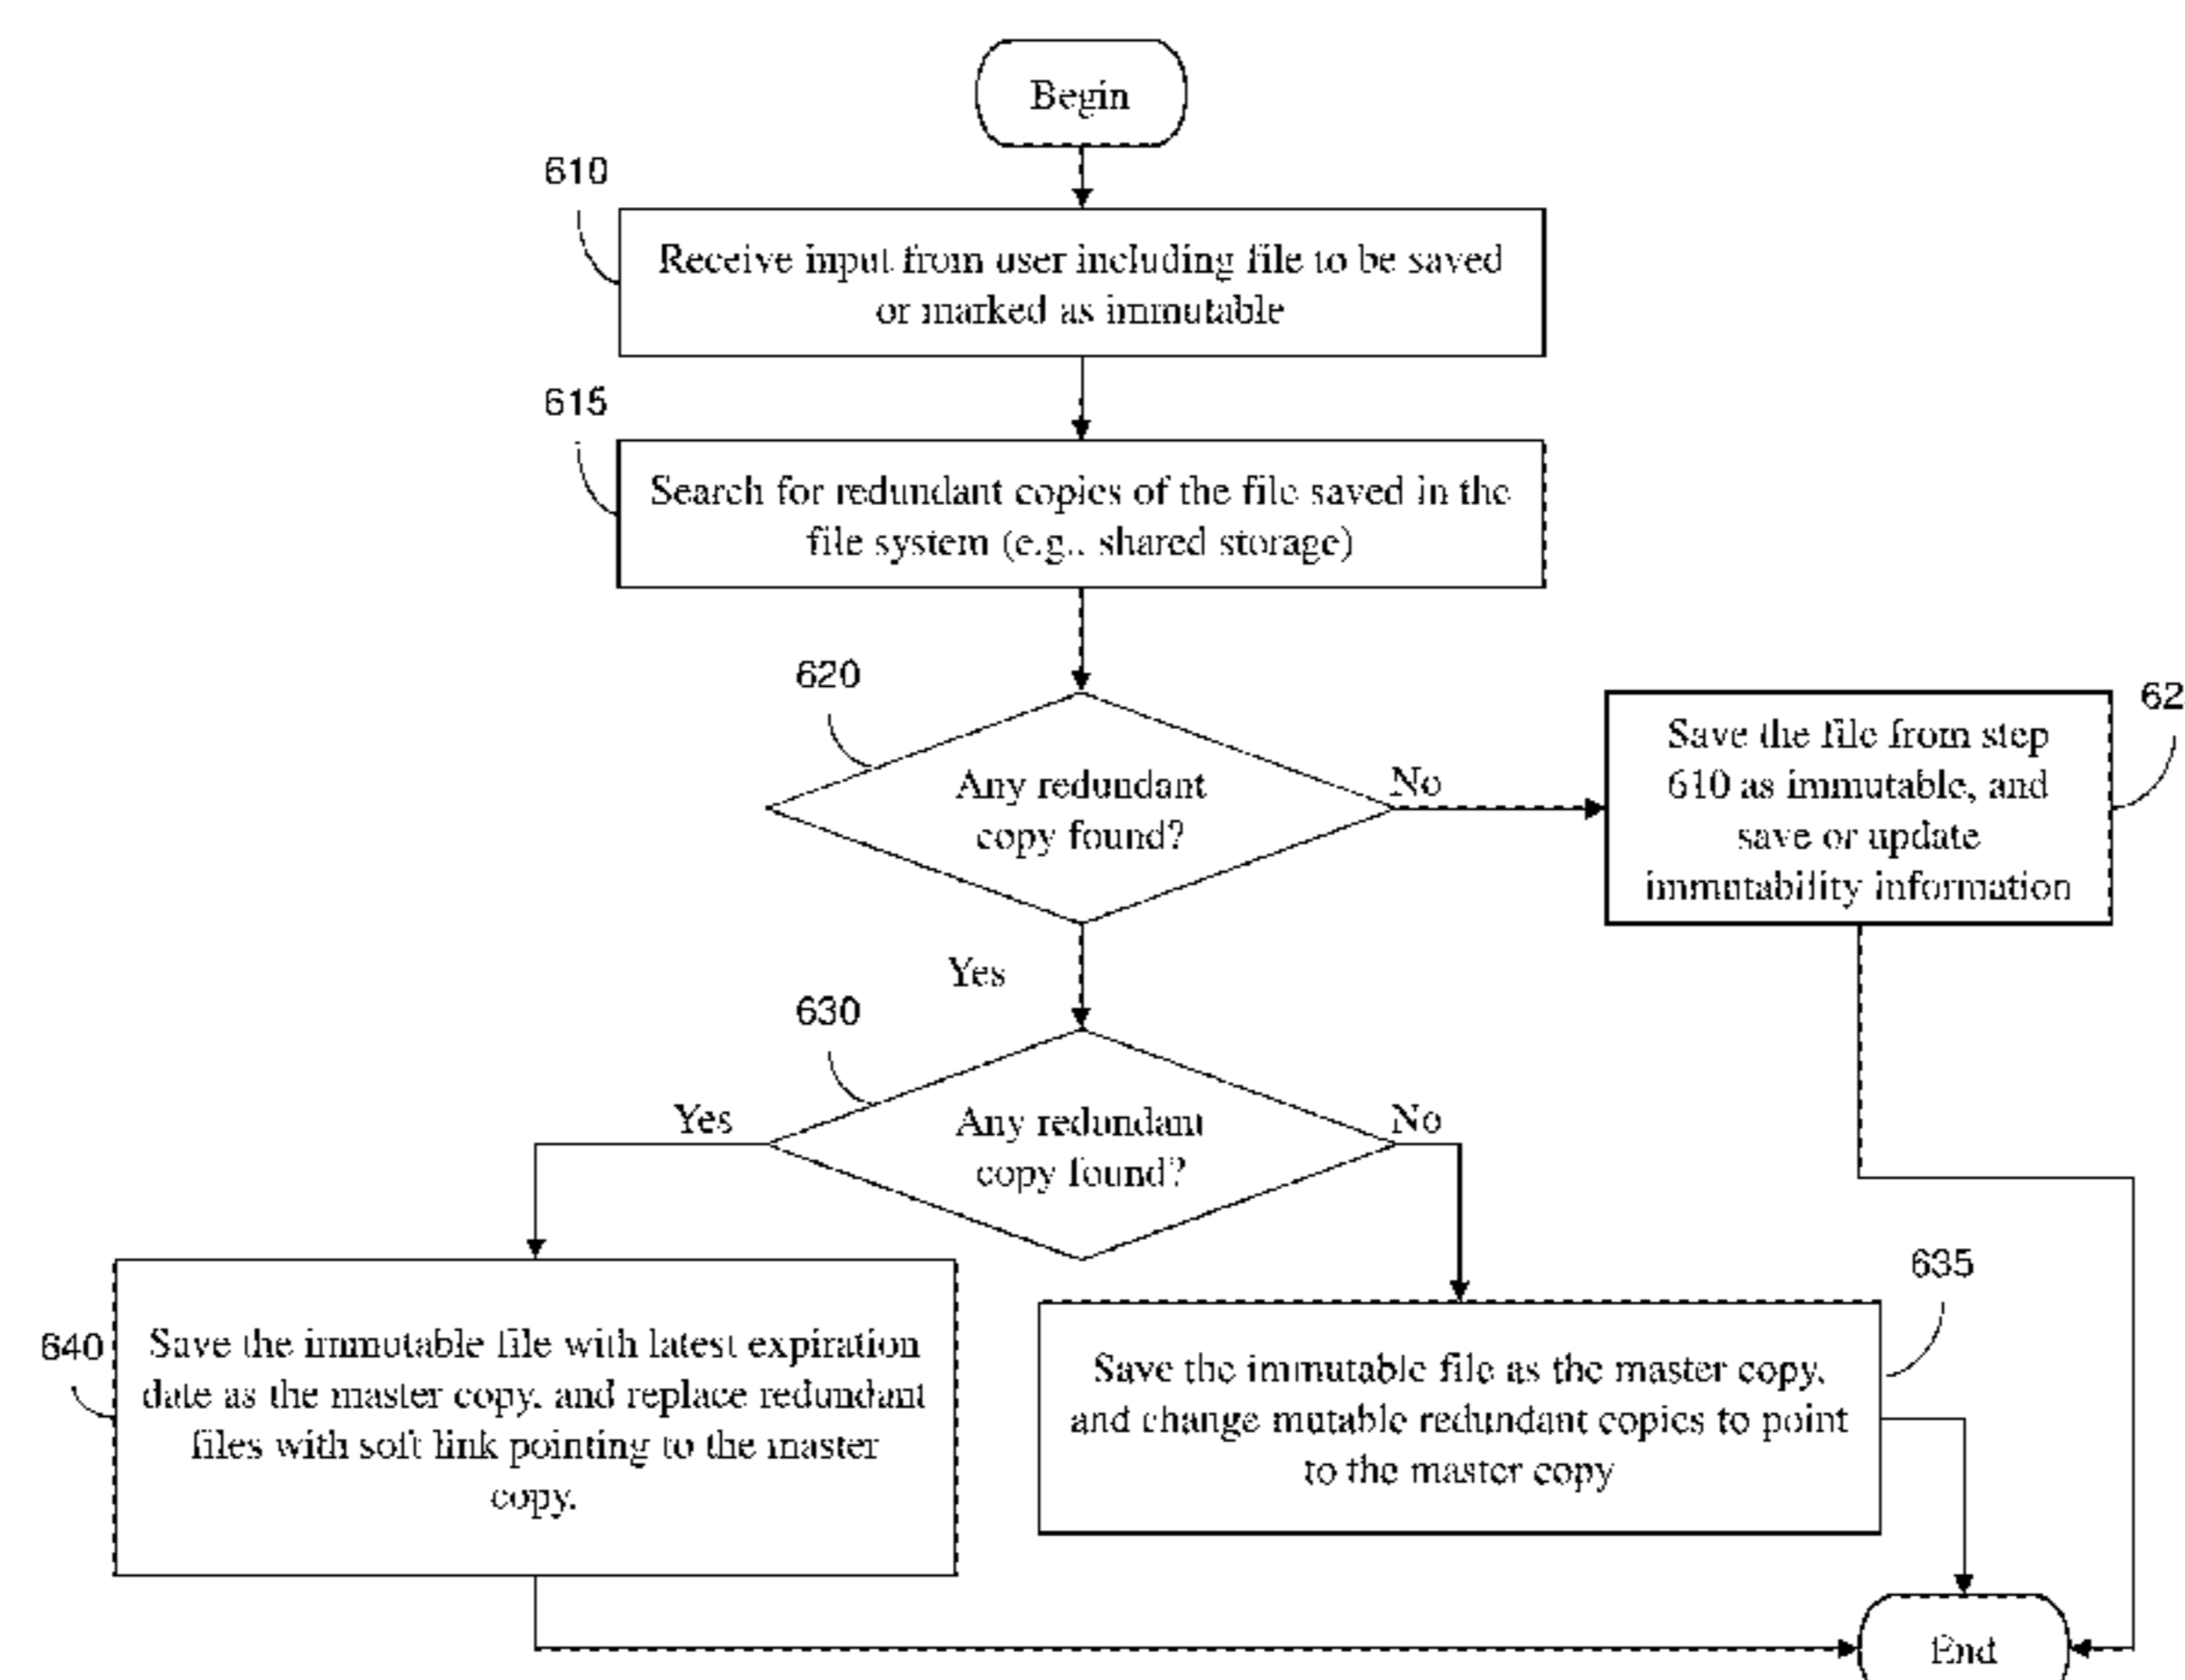 Begin
610
Receive input from user including file to be saved
or marked as immutable
615
Search for redundant copies of the file saved in the
file system (e.g., shared storage)
620
Any redundant
copy found?
No
62
Save the file from step
610 as immutable, and
save or update
immutability information
Yes
630
Any redundant
copy found?
Yes
No
640
Save the immutable file with latest expiration
date as the master copy, and replace redundant
files with soft link pointing to the master
copy.
635
Save the immutable file as the master copy,
and change mutable redundant copies to point
to the master copy
End